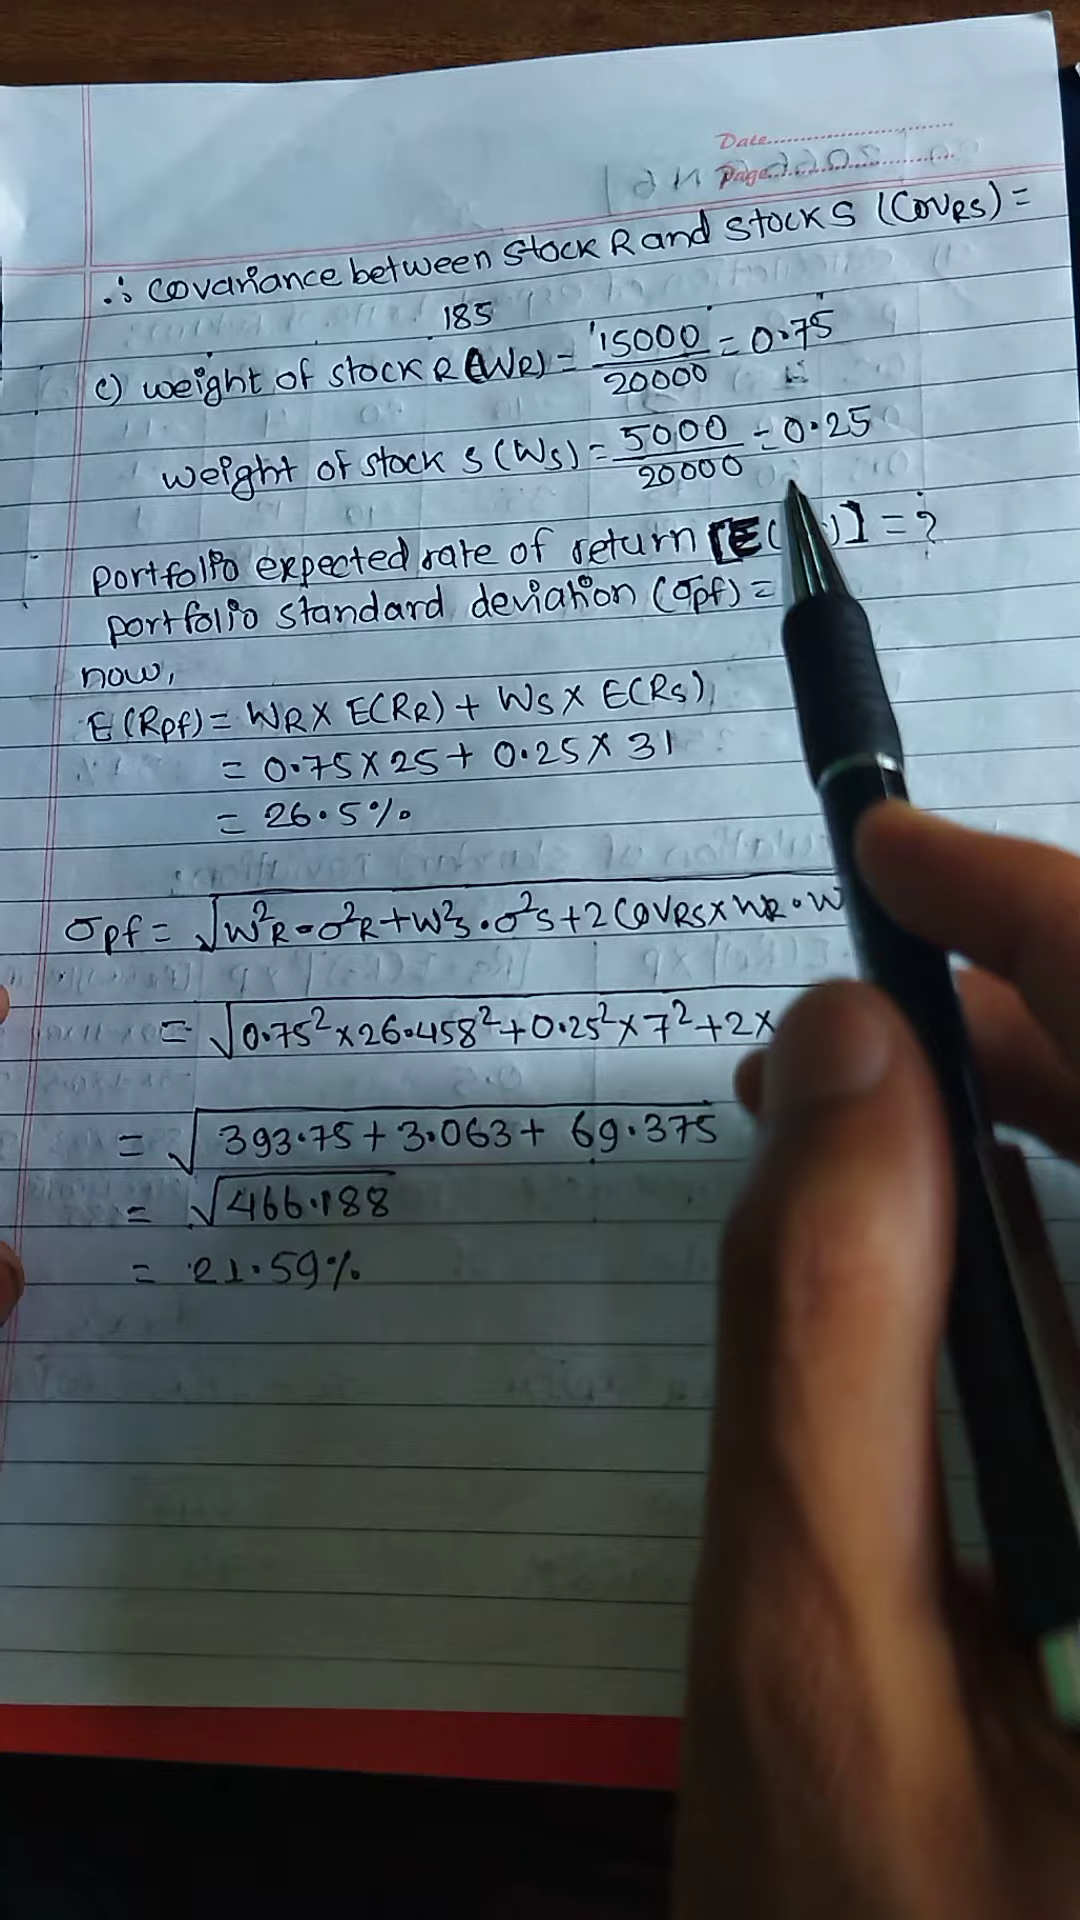 Date
Page
∴ covariance between stock R and stock S (CovRS) =
185
c) weight of stock R (WR) = 15000/20000 = 0.75
weight of stock S (WS) = 5000/20000 = 0.25
portfolio expected rate of return [E( )] = ?
portfolio standard deviation (σpf) =
now,
E(Rpf) = WR X E(RR) + WS X E(RS)
= 0.75 X 25 + 0.25 X 31
= 26.5%
σpf = √W²R · σ²R + W²S · σ²S + 2 COVRS X WR · W
= √0.75² x 26.458² + 0.25² x 7² + 2 x
= √393.75 + 3.063 + 69.375
= √466.188
= 21.59%